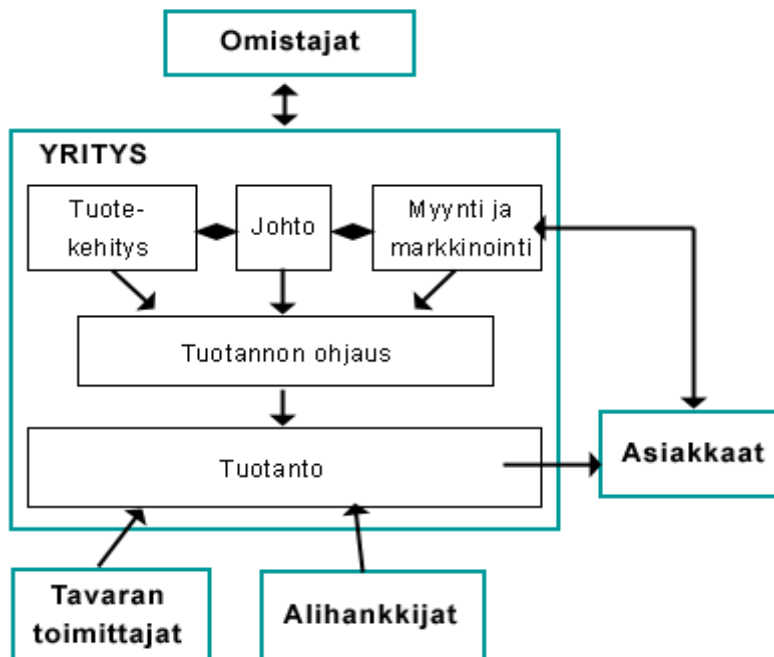 Omistajat
YRITYS
Tuote-
kehitys
Johto
Myynti ja
markkinointi
Tuotannon ohjaus
Tuotanto
Asiakkaat
Tavaran
toimittajat
Alihankkijat